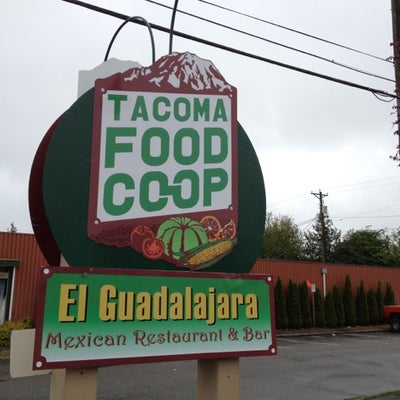 TACOMA
FOOD
CO-OP
El Guadalajara
Mexican Restaurant & Bar